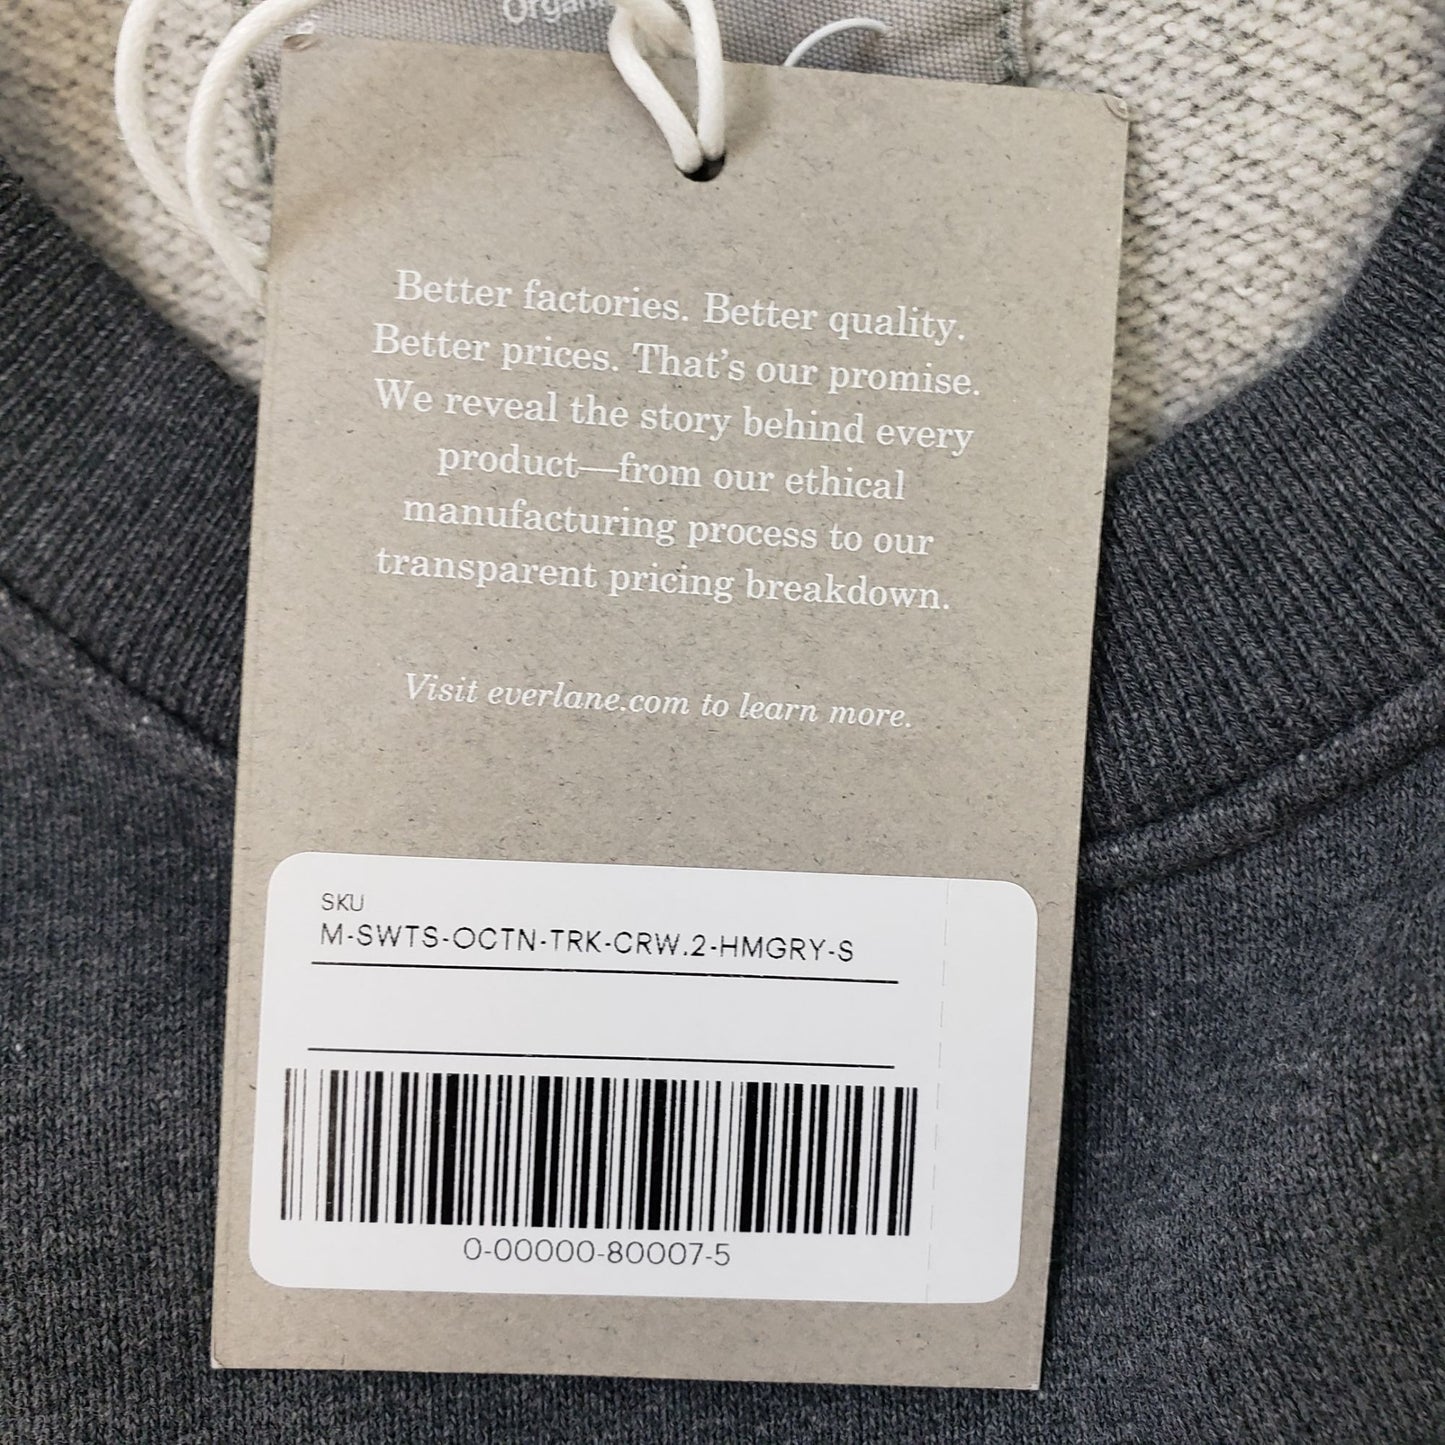 Better factories. Better quality.
Better prices. That's our promise.
We reveal the story behind every
product—from our ethical
manufacturing process to our
transparent pricing breakdown.
Visit everlane.com to learn more.
SKU
M-SWTS-OCTN-TRK-CRW.2-HMGRY-S
0-00000-80007-5